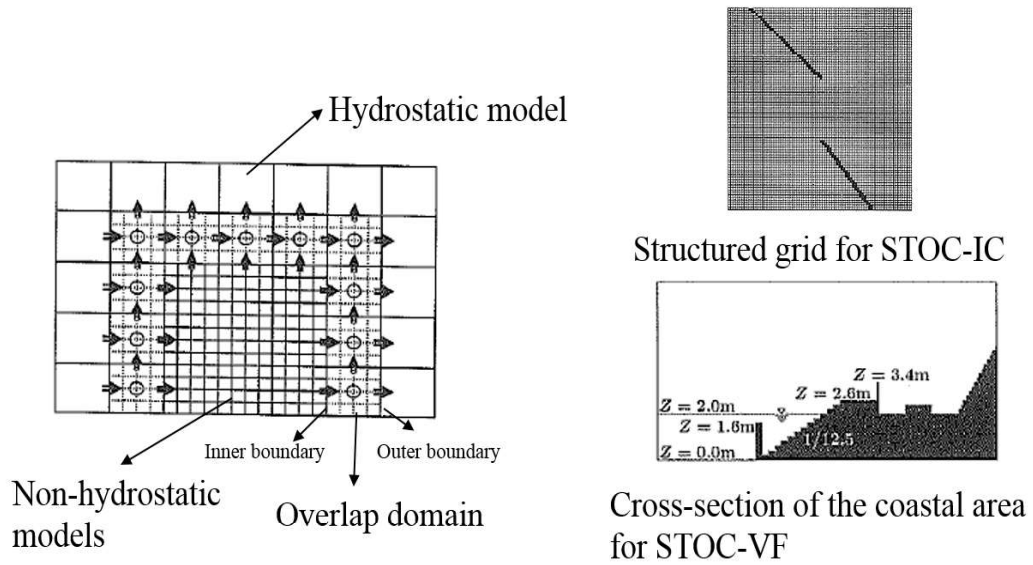 Hydrostatic model
Inner boundary
Outer boundary
Non-hydrostatic
models
Overlap domain
Structured grid for STOC-IC
Z = 3.4m
Z = 2.6m
Z = 2.0m
Z = 1.6m
1/12.5
Z = 0.0m
Cross-section of the coastal area
for STOC-VF